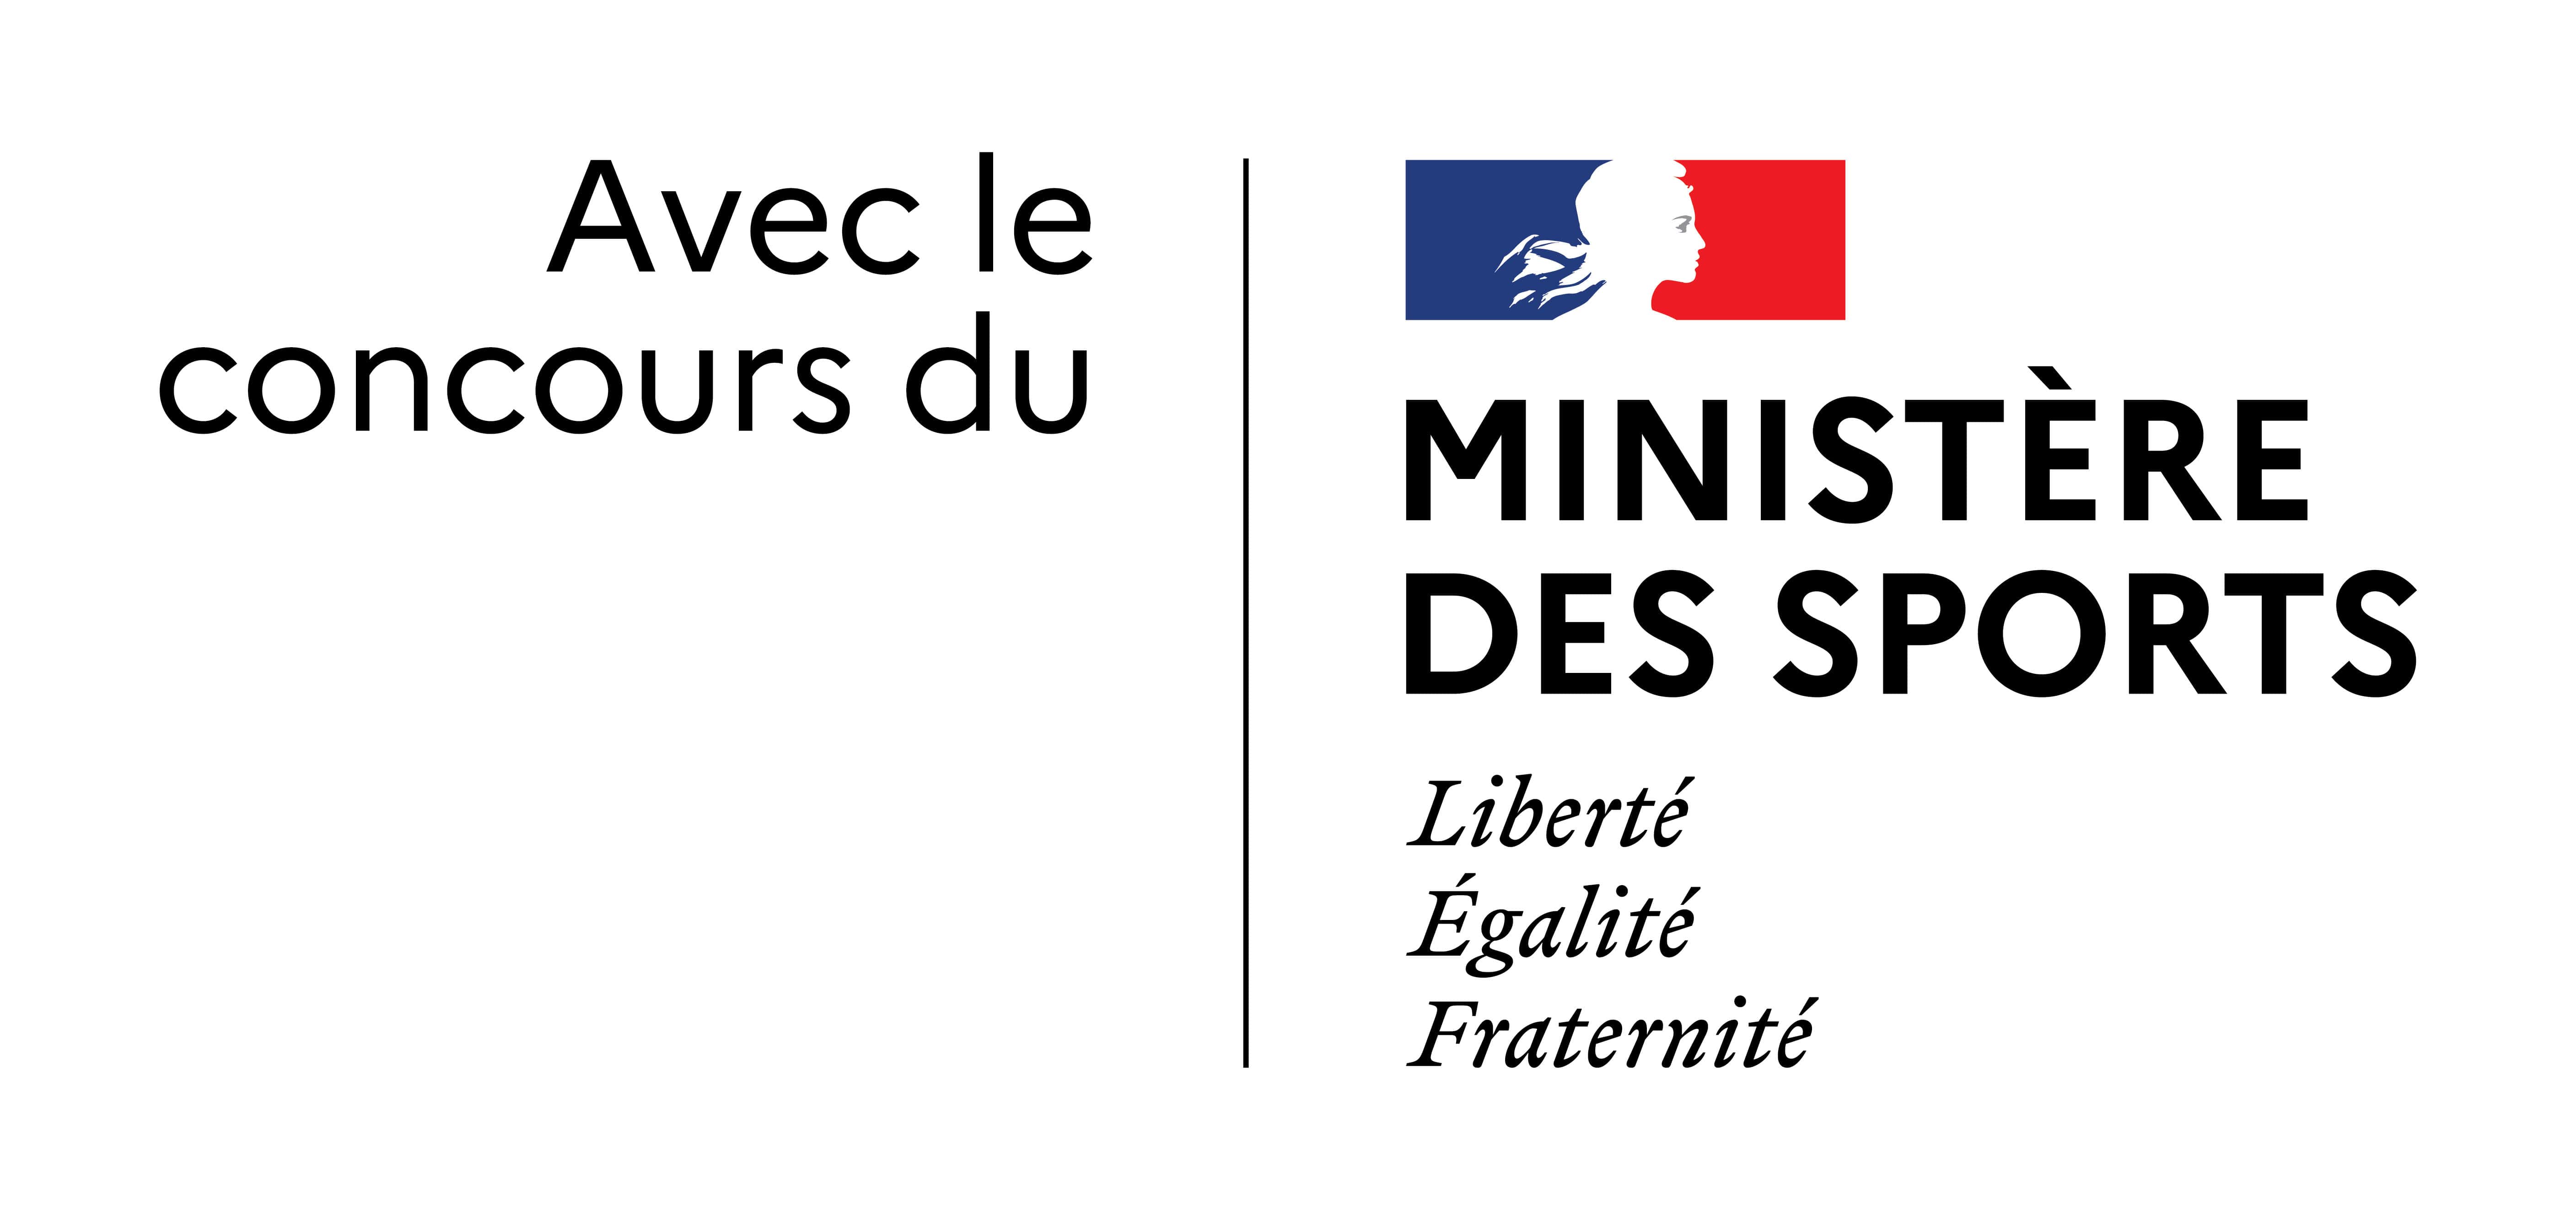 Avec le
concours du
MINISTÈRE
DES SPORTS
Liberté
Égalité
Fraternité